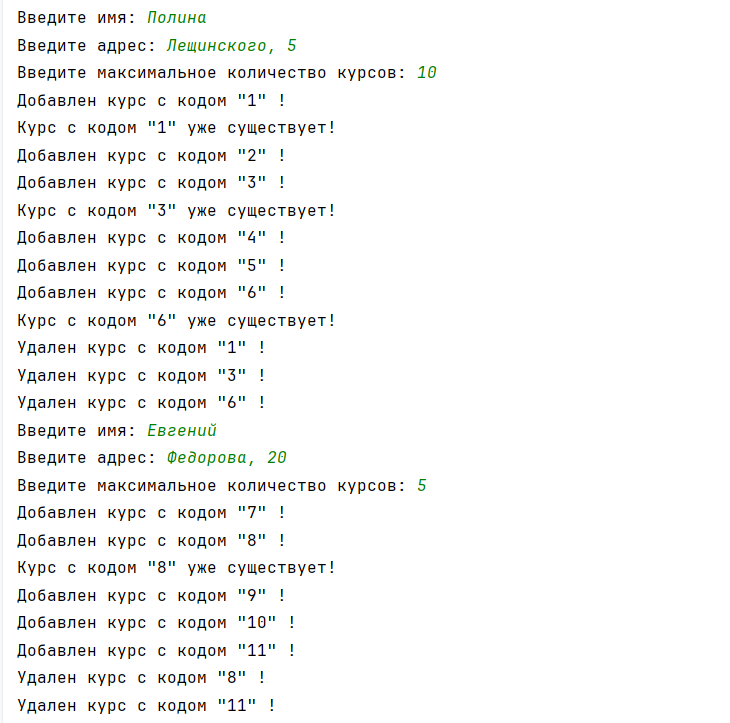 Введите имя: Полина
Введите адрес: Лещинского, 5
Введите максимальное количество курсов: 10
Добавлен курс с кодом "1" !
Курс с кодом "1" уже существует!
Добавлен курс с кодом "2" !
Добавлен курс с кодом "3" !
Курс с кодом "3" уже существует!
Добавлен курс с кодом "4" !
Добавлен курс с кодом "5" !
Добавлен курс с кодом "6" !
Курс с кодом "6" уже существует!
Удален курс с кодом "1" !
Удален курс с кодом "3" !
Удален курс с кодом "6" !
Введите имя: Евгений
Введите адрес: Федорова, 20
Введите максимальное количество курсов: 5
Добавлен курс с кодом "7" !
Добавлен курс с кодом "8" !
Курс с кодом "8" уже существует!
Добавлен курс с кодом "9" !
Добавлен курс с кодом "10" !
Добавлен курс с кодом "11" !
Удален курс с кодом "8" !
Удален курс с кодом "11" !